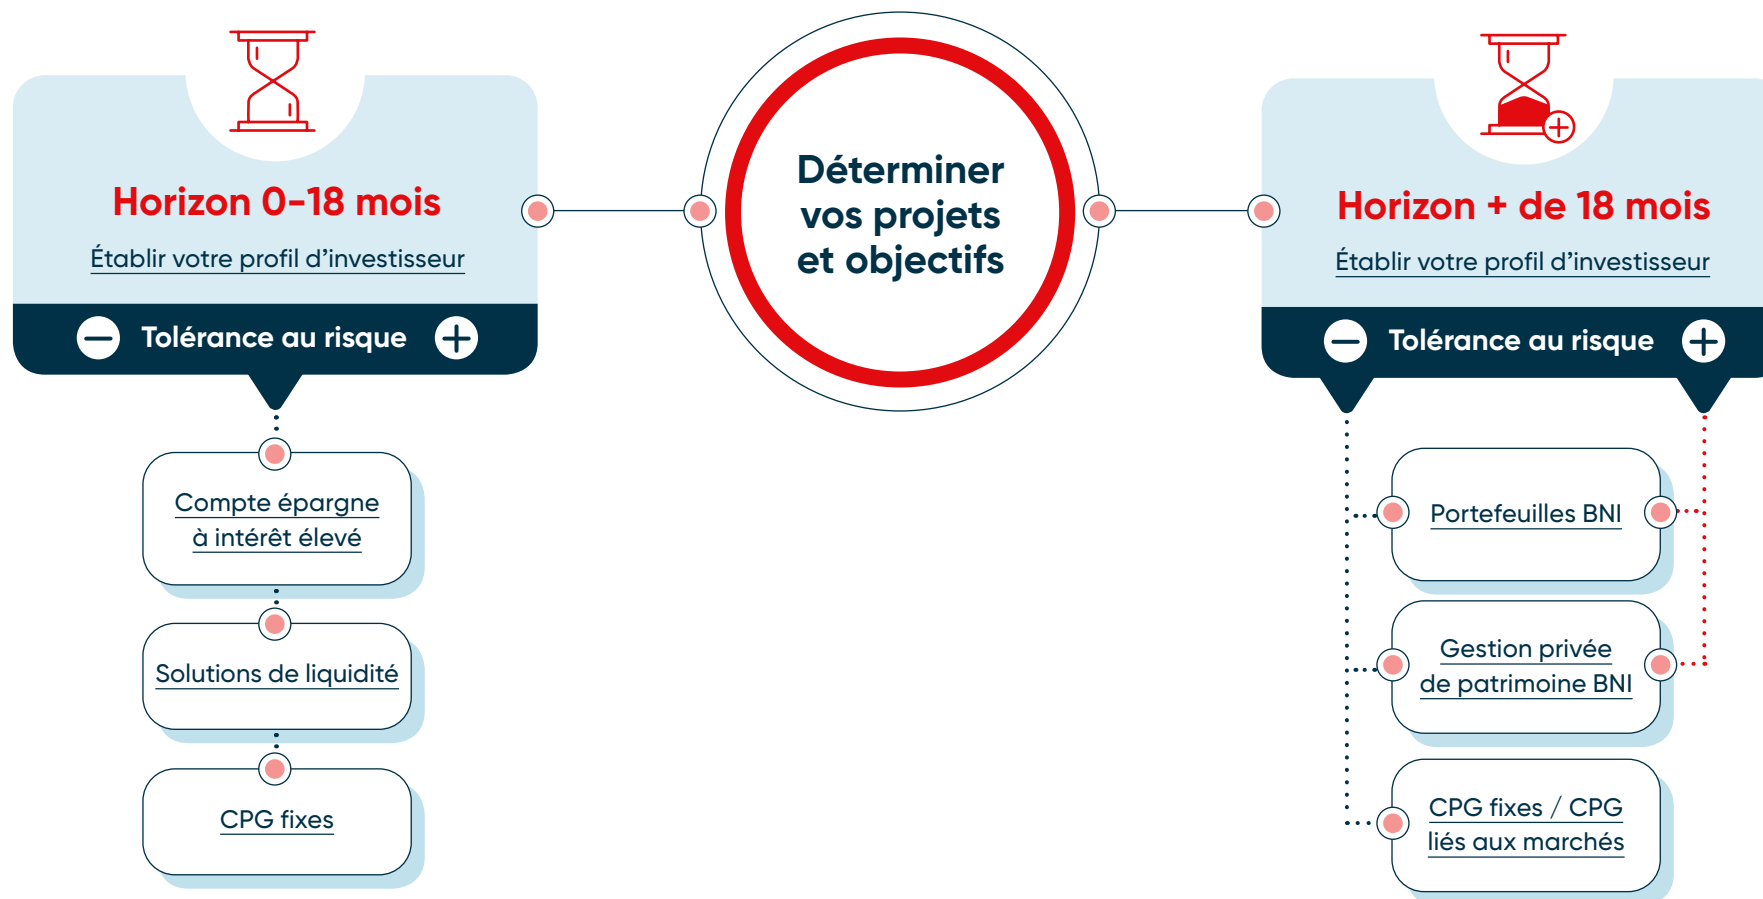 Déterminer
vos projets
et objectifs
Horizon 0-18 mois
Établir votre profil d'investisseur
Tolérance au risque
Compte épargne
à intérêt élevé
Solutions de liquidité
CPG fixes
Horizon + de 18 mois
Établir votre profil d'investisseur
Tolérance au risque
Portefeuilles BNI
Gestion privée
de patrimoine BNI
CPG fixes / CPG
liés aux marchés